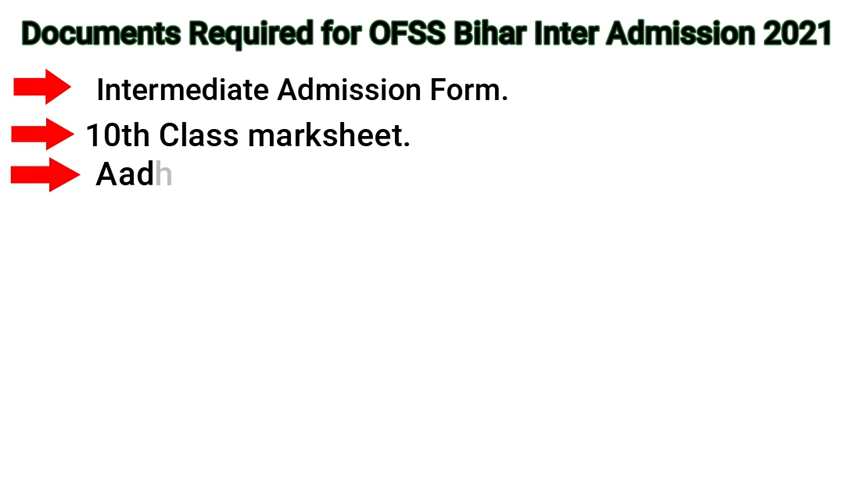 Documents Required for OFSS Bihar Inter Admission 2021
Intermediate Admission Form.
10th Class marksheet.
Aadh